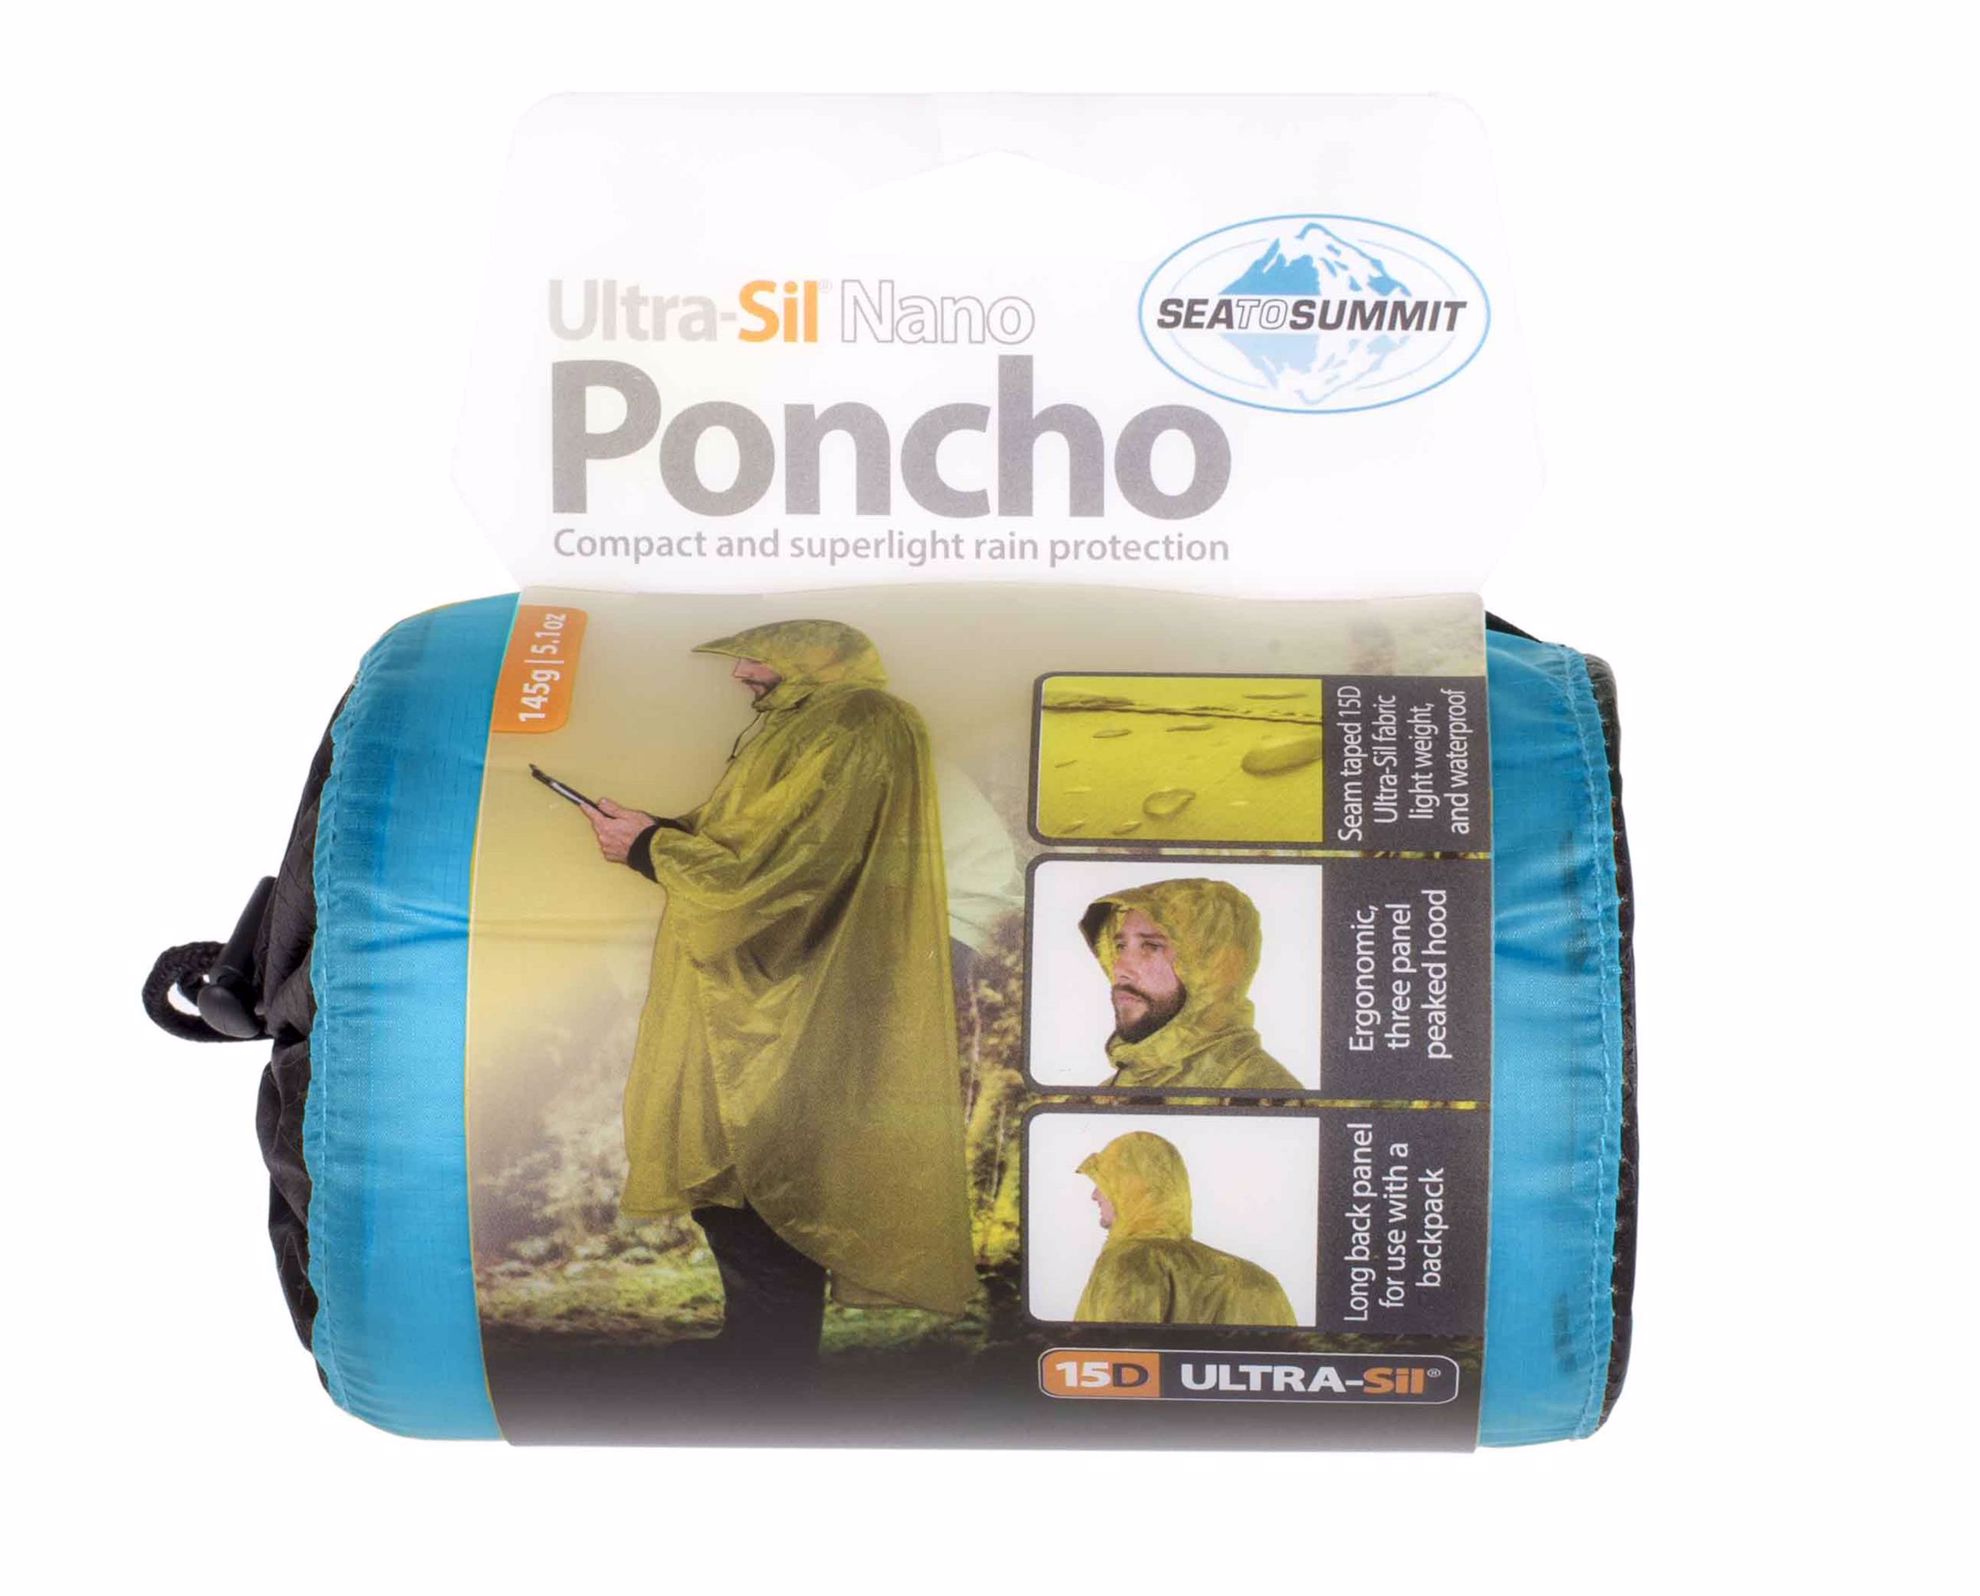 Ultra-Sil® Nano
Poncho
Compact and superlight rain protection
SEATOSUMMIT
145g | 5.1oz
Seam taped 15D
Ultra-Sil fabric
light weight,
and waterproof
Ergonomic,
three panel
peaked hood
Long back panel
for use with a
backpack
15D ULTRA-Sil®